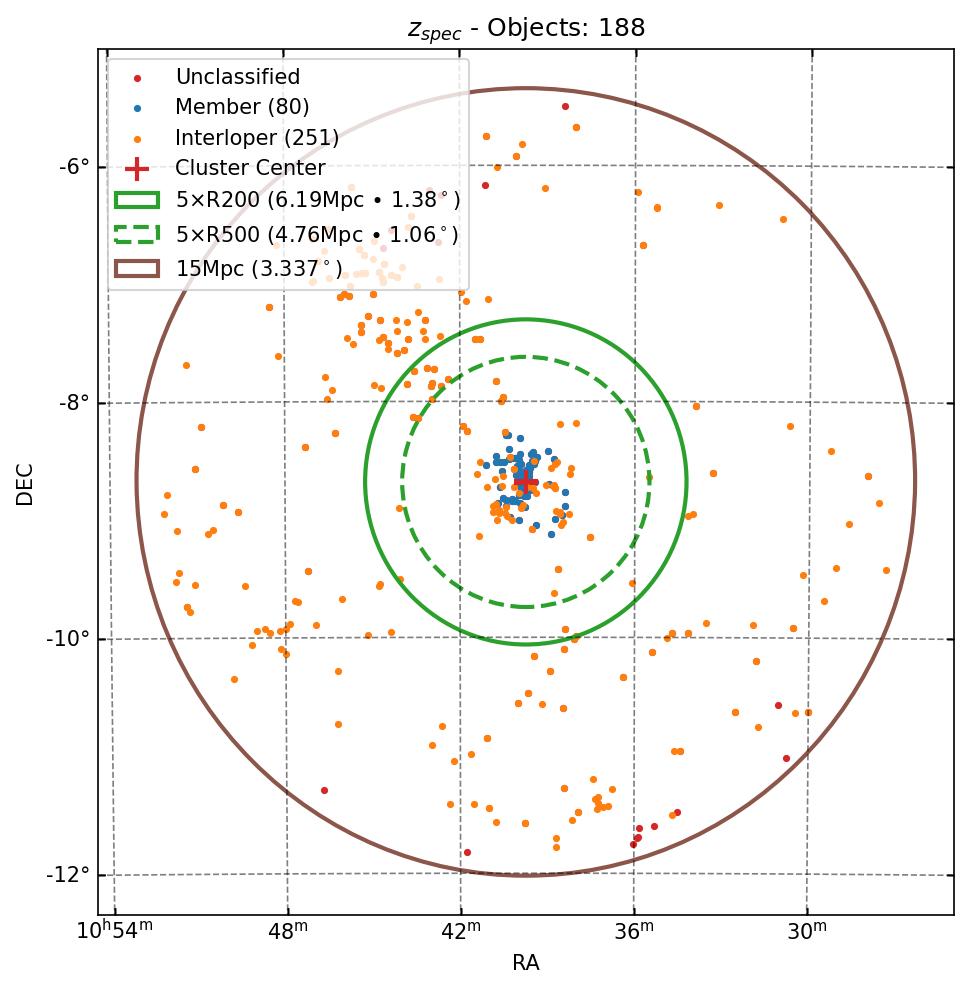 z_spec - Objects: 188
Unclassified
Member (80)
Interloper (251)
Cluster Center
5×R200 (6.19Mpc • 1.38°)
5×R500 (4.76Mpc • 1.06°)
15Mpc (3.337°)
-6°
-8°
-10°
-12°
DEC
10ʰ54ᵐ 48ᵐ 42ᵐ 36ᵐ 30ᵐ
RA